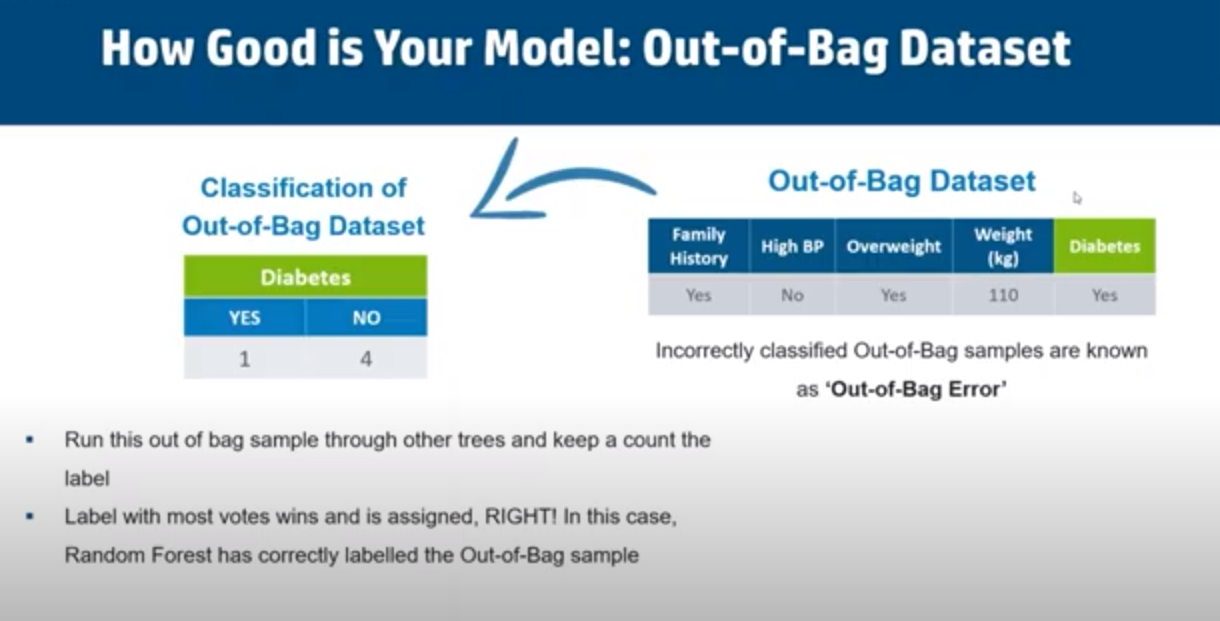 How Good is Your Model: Out-of-Bag Dataset
Classification of
Out-of-Bag Dataset
Diabetes
YES NO
1 4
Out-of-Bag Dataset
Family History High BP Overweight Weight (kg) Diabetes
Yes No Yes 110 Yes
Incorrectly classified Out-of-Bag samples are known
as ‘Out-of-Bag Error’
▪ Run this out of bag sample through other trees and keep a count the
label
▪ Label with most votes wins and is assigned, RIGHT! In this case,
Random Forest has correctly labelled the Out-of-Bag sample